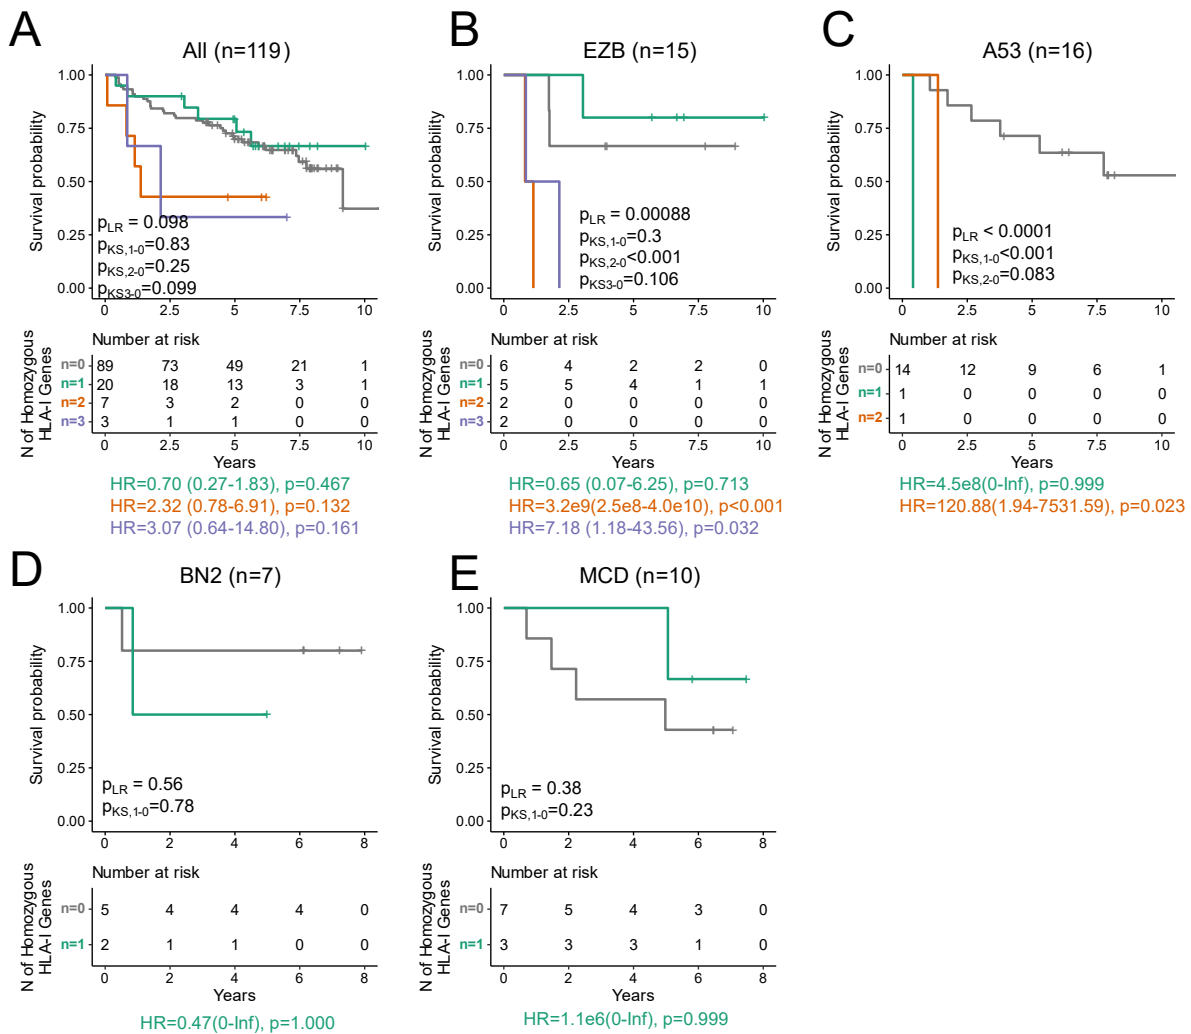 A
All (n=119)
Survival probability
1.00
0.75
0.50
0.25
0.00
pLR = 0.098
pKS,1-0=0.83
pKS,2-0=0.25
pKS3-0=0.099
0 2.5 5 7.5 10
Number at risk
N of Homozygous
HLA-I Genes
n=0 89 73 49 21 1
n=1 20 18 13 3 1
n=2 7 3 2 0 0
n=3 3 1 1 0 0
0 2.5 5 7.5 10
Years
HR=0.70 (0.27-1.83), p=0.467
HR=2.32 (0.78-6.91), p=0.132
HR=3.07 (0.64-14.80), p=0.161
B
EZB (n=15)
Survival probability
1.00
0.75
0.50
0.25
0.00
pLR = 0.00088
pKS,1-0=0.3
pKS,2-0<0.001
pKS3-0=0.106
0 2.5 5 7.5 10
Number at risk
N of Homozygous
HLA-I Genes
n=0 6 4 2 2 0
n=1 5 5 4 1 1
n=2 2 0 0 0 0
n=3 2 0 0 0 0
0 2.5 5 7.5 10
Years
HR=0.65 (0.07-6.25), p=0.713
HR=3.2e9(2.5e8-4.0e10), p<0.001
HR=7.18 (1.18-43.56), p=0.032
C
A53 (n=16)
Survival probability
1.00
0.75
0.50
0.25
0.00
pLR < 0.0001
pKS,1-0<0.001
pKS,2-0=0.083
0 2.5 5 7.5 10
Number at risk
N of Homozygous
HLA-I Genes
n=0 14 12 9 6 1
n=1 1 0 0 0 0
n=2 1 0 0 0 0
0 2.5 5 7.5 10
Years
HR=4.5e8(0-Inf), p=0.999
HR=120.88(1.94-7531.59), p=0.023
D
BN2 (n=7)
Survival probability
1.00
0.75
0.50
0.25
0.00
pLR = 0.56
pKS,1-0=0.78
0 2 4 6 8
Number at risk
N of Homozygous
HLA-I Genes
n=0 5 4 4 4 0
n=1 2 1 1 0 0
0 2 4 6 8
Years
HR=0.47(0-Inf), p=1.000
E
MCD (n=10)
Survival probability
1.00
0.75
0.50
0.25
0.00
pLR = 0.38
pKS,1-0=0.23
0 2 4 6 8
Number at risk
N of Homozygous
HLA-I Genes
n=0 7 5 4 3 0
n=1 3 3 3 1 0
0 2 4 6 8
Years
HR=1.1e6(0-Inf), p=0.999